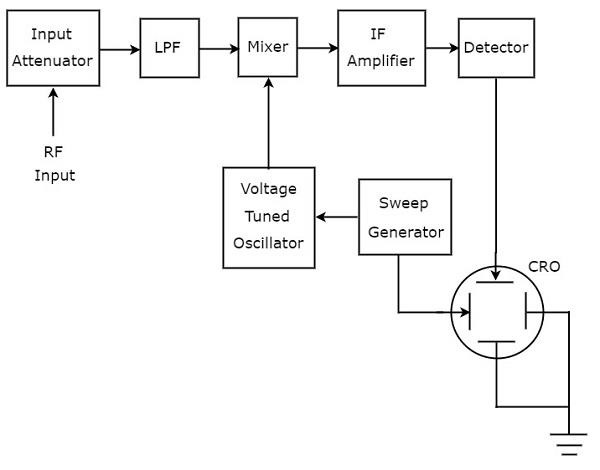 Input
Attenuator
LPF
Mixer
IF
Amplifier
Detector
RF
Input
Voltage
Tuned
Oscillator
Sweep
Generator
CRO